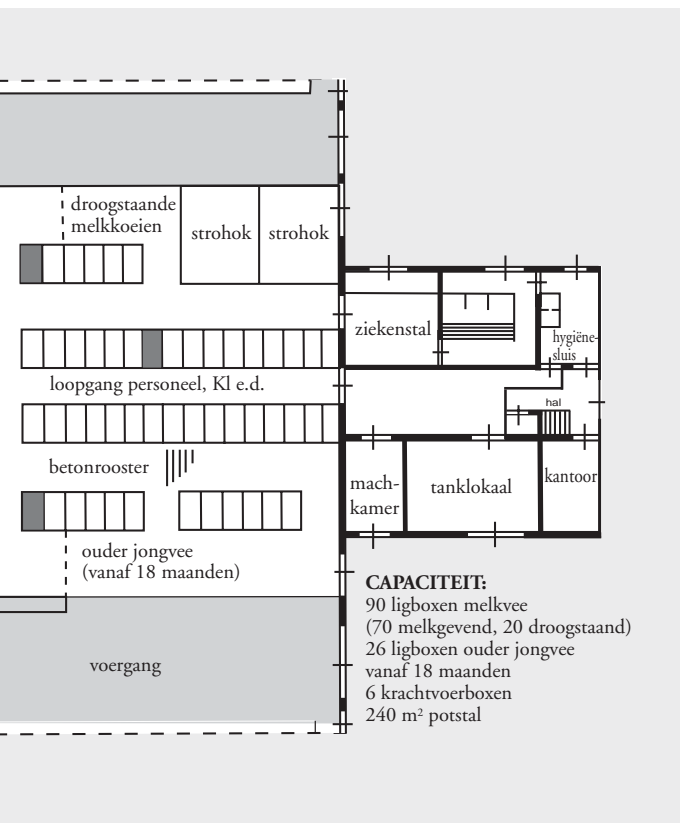 droogstaande
melkkoeien
strohok
strohok
ziekenstal
hygiëne-
sluis
loopgang personeel, Kl e.d.
hal
betonrooster
mach-
kamer
tanklokaal
kantoor
ouder jongvee
(vanaf 18 maanden)
voergang
CAPACITEIT:
90 ligboxen melkvee
(70 melkgevend, 20 droogstaand)
26 ligboxen ouder jongvee
vanaf 18 maanden
6 krachtvoerboxen
240 m² potstal